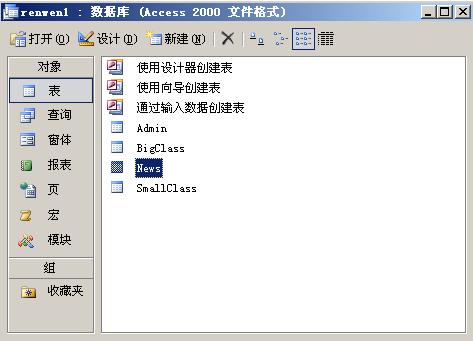 renwen1 : 数据库 (Access 2000 文件格式)
打开(O) 设计(D) 新建(N)
对象
表
查询
窗体
报表
页
宏
模块
组
收藏夹
使用设计器创建表
使用向导创建表
通过输入数据创建表
Admin
BigClass
News
SmallClass